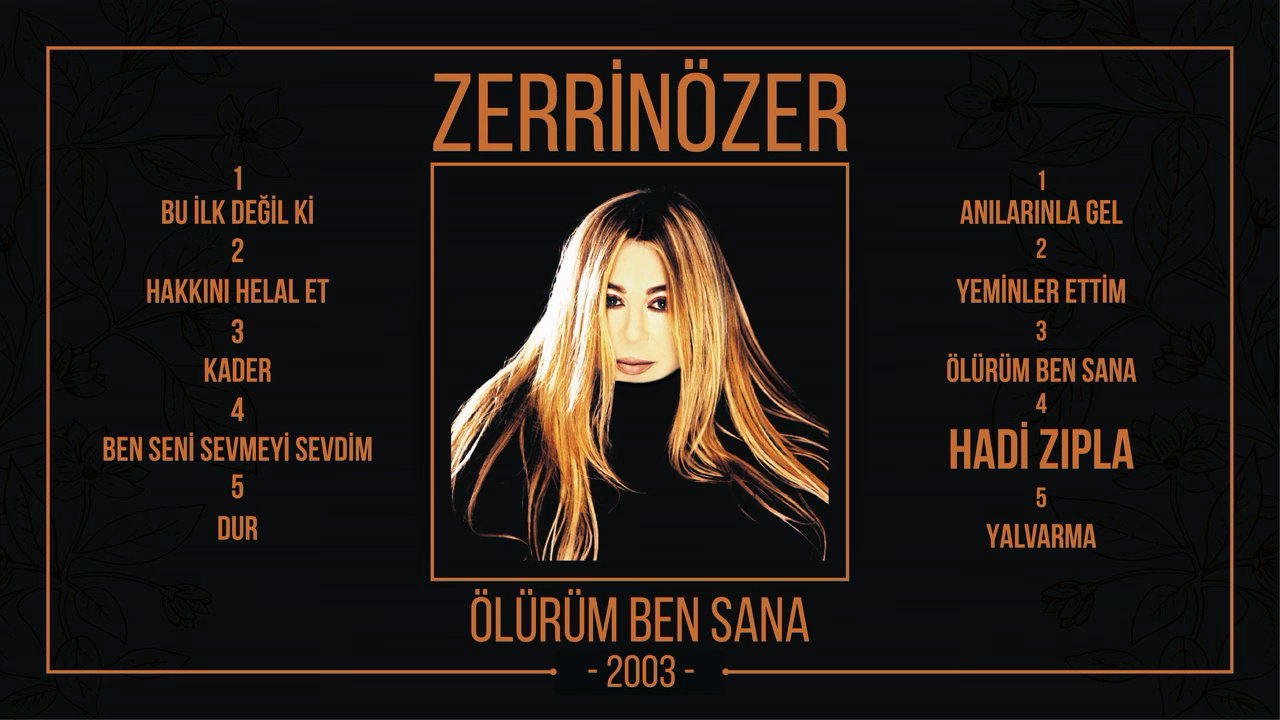 ZERRİNÖZER
1
BU İLK DEĞİL Kİ
2
HAKKINI HELAL ET
3
KADER
4
BEN SENİ SEVMEYİ SEVDİM
5
DUR
1
ANILARINLA GEL
2
YEMİNLER ETTİM
3
ÖLÜRÜM BEN SANA
4
HADİ ZIPLA
5
YALVARMA
ÖLÜRÜM BEN SANA
- 2003 -